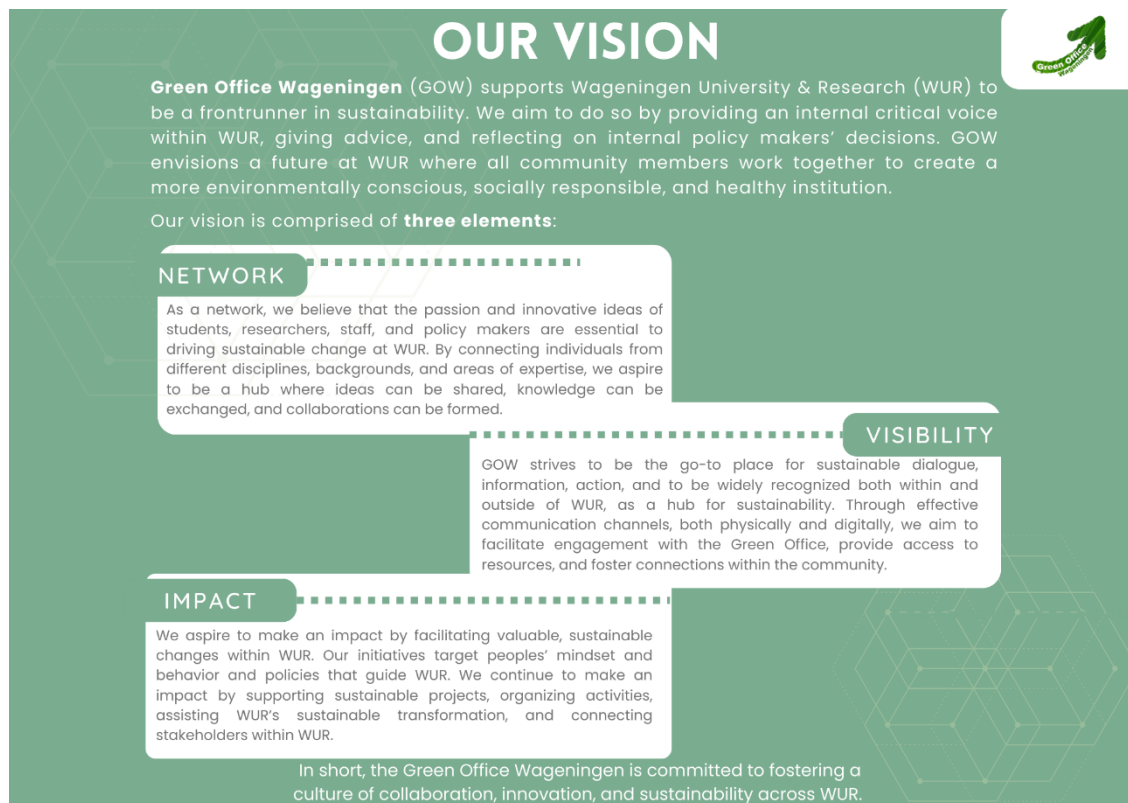 OUR VISION
Green Office
Wageningen
Green Office Wageningen (GOW) supports Wageningen University & Research (WUR) to
be a frontrunner in sustainability. We aim to do so by providing an internal critical voice
within WUR, giving advice, and reflecting on internal policy makers’ decisions. GOW
envisions a future at WUR where all community members work together to create a
more environmentally conscious, socially responsible, and healthy institution.
Our vision is comprised of three elements:
NETWORK
As a network, we believe that the passion and innovative ideas of
students, researchers, staff, and policy makers are essential to
driving sustainable change at WUR. By connecting individuals from
different disciplines, backgrounds, and areas of expertise, we aspire
to be a hub where ideas can be shared, knowledge can be
exchanged, and collaborations can be formed.
VISIBILITY
GOW strives to be the go-to place for sustainable dialogue,
information, action, and to be widely recognized both within and
outside of WUR, as a hub for sustainability. Through effective
communication channels, both physically and digitally, we aim to
facilitate engagement with the Green Office, provide access to
resources, and foster connections within the community.
IMPACT
We aspire to make an impact by facilitating valuable, sustainable
changes within WUR. Our initiatives target peoples’ mindset and
behavior and policies that guide WUR. We continue to make an
impact by supporting sustainable projects, organizing activities,
assisting WUR’s sustainable transformation, and connecting
stakeholders within WUR.
In short, the Green Office Wageningen is committed to fostering a
culture of collaboration, innovation, and sustainability across WUR.